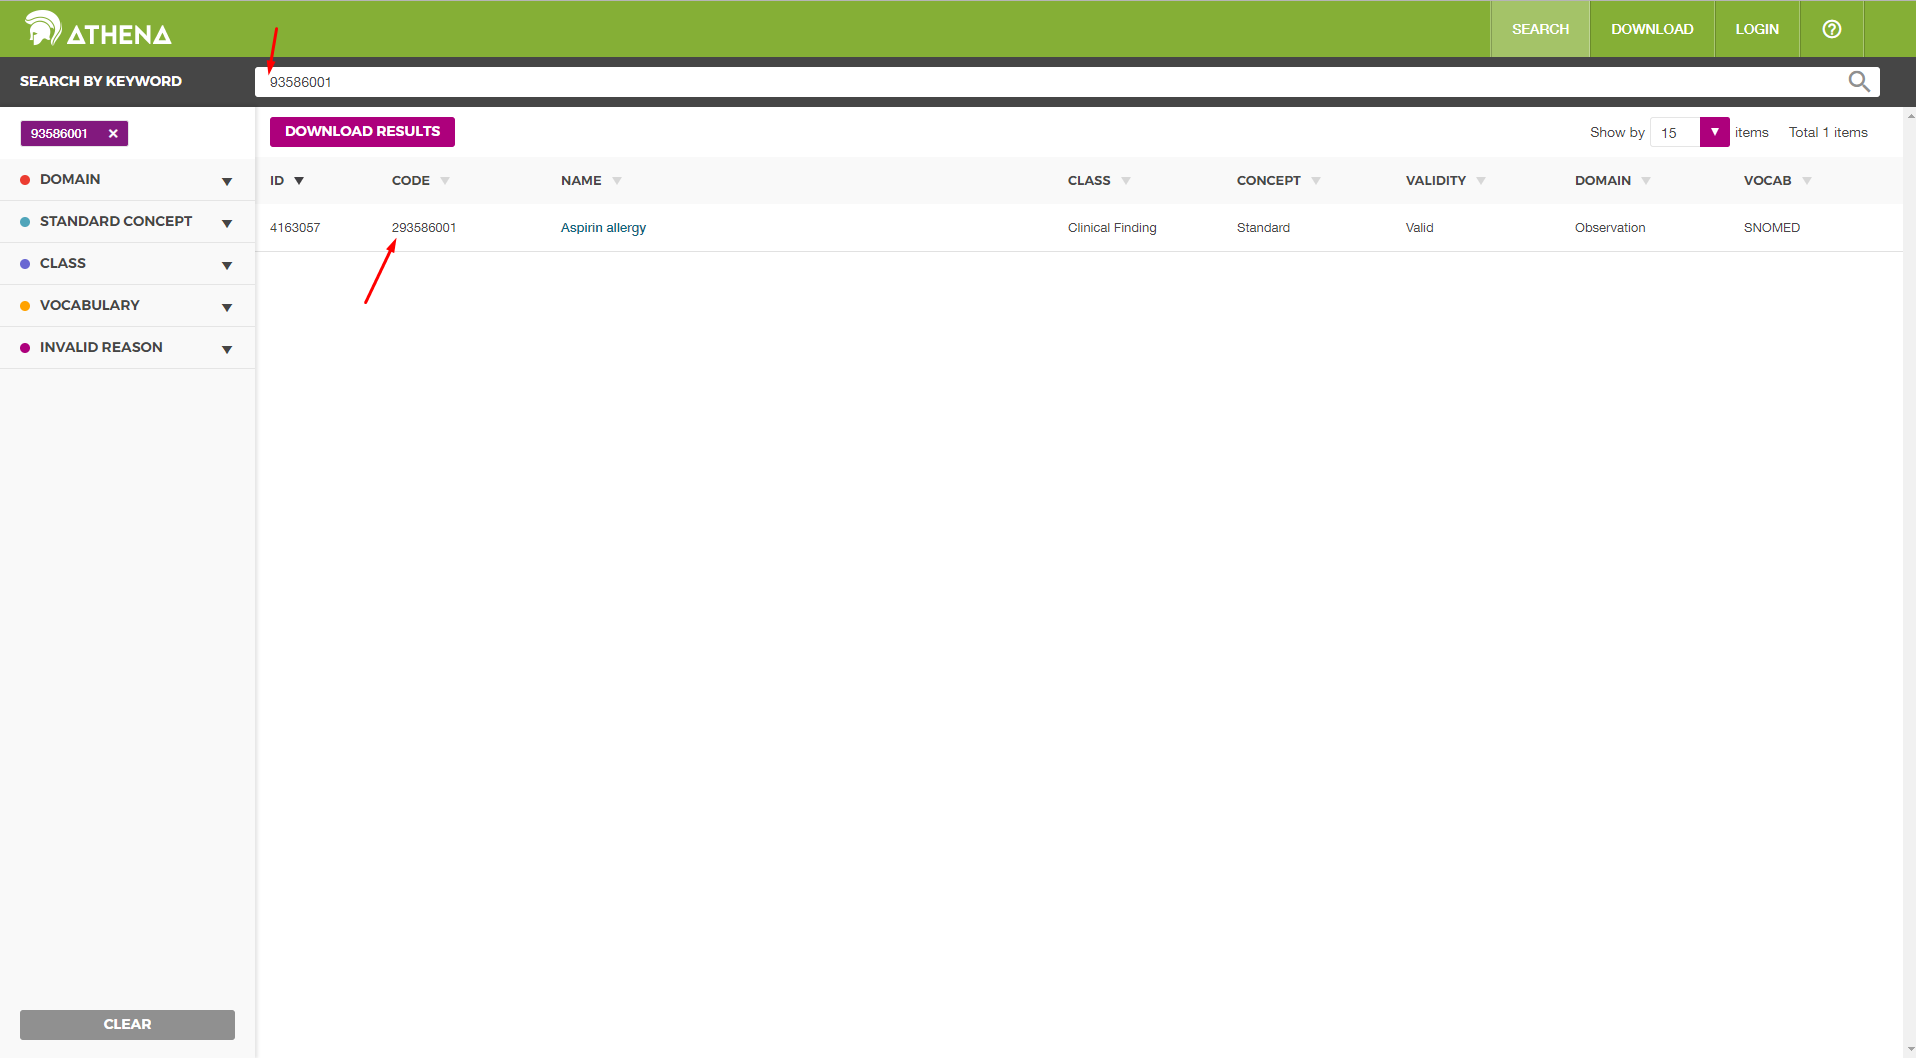 ATHENA
SEARCH
DOWNLOAD
LOGIN
?
SEARCH BY KEYWORD
93586001
93586001 ×
DOWNLOAD RESULTS
Show by 15 items Total 1 items
DOMAIN
STANDARD CONCEPT
CLASS
VOCABULARY
INVALID REASON
ID CODE NAME CLASS CONCEPT VALIDITY DOMAIN VOCAB
4163057 293586001 Aspirin allergy Clinical Finding Standard Valid Observation SNOMED
CLEAR